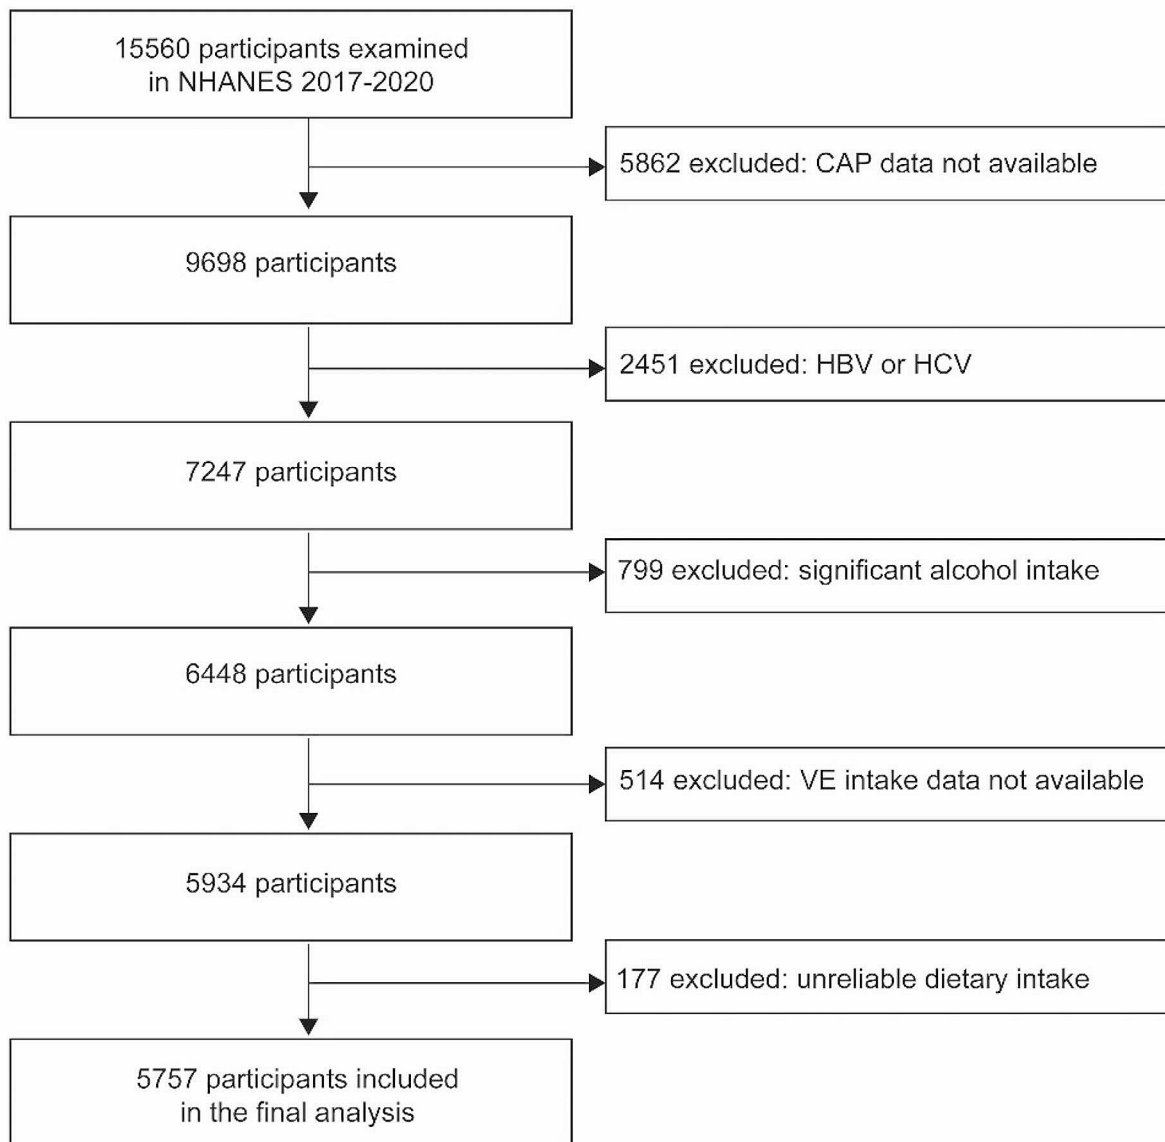 15560 participants examined
in NHANES 2017-2020
5862 excluded: CAP data not available
9698 participants
2451 excluded: HBV or HCV
7247 participants
799 excluded: significant alcohol intake
6448 participants
514 excluded: VE intake data not available
5934 participants
177 excluded: unreliable dietary intake
5757 participants included
in the final analysis